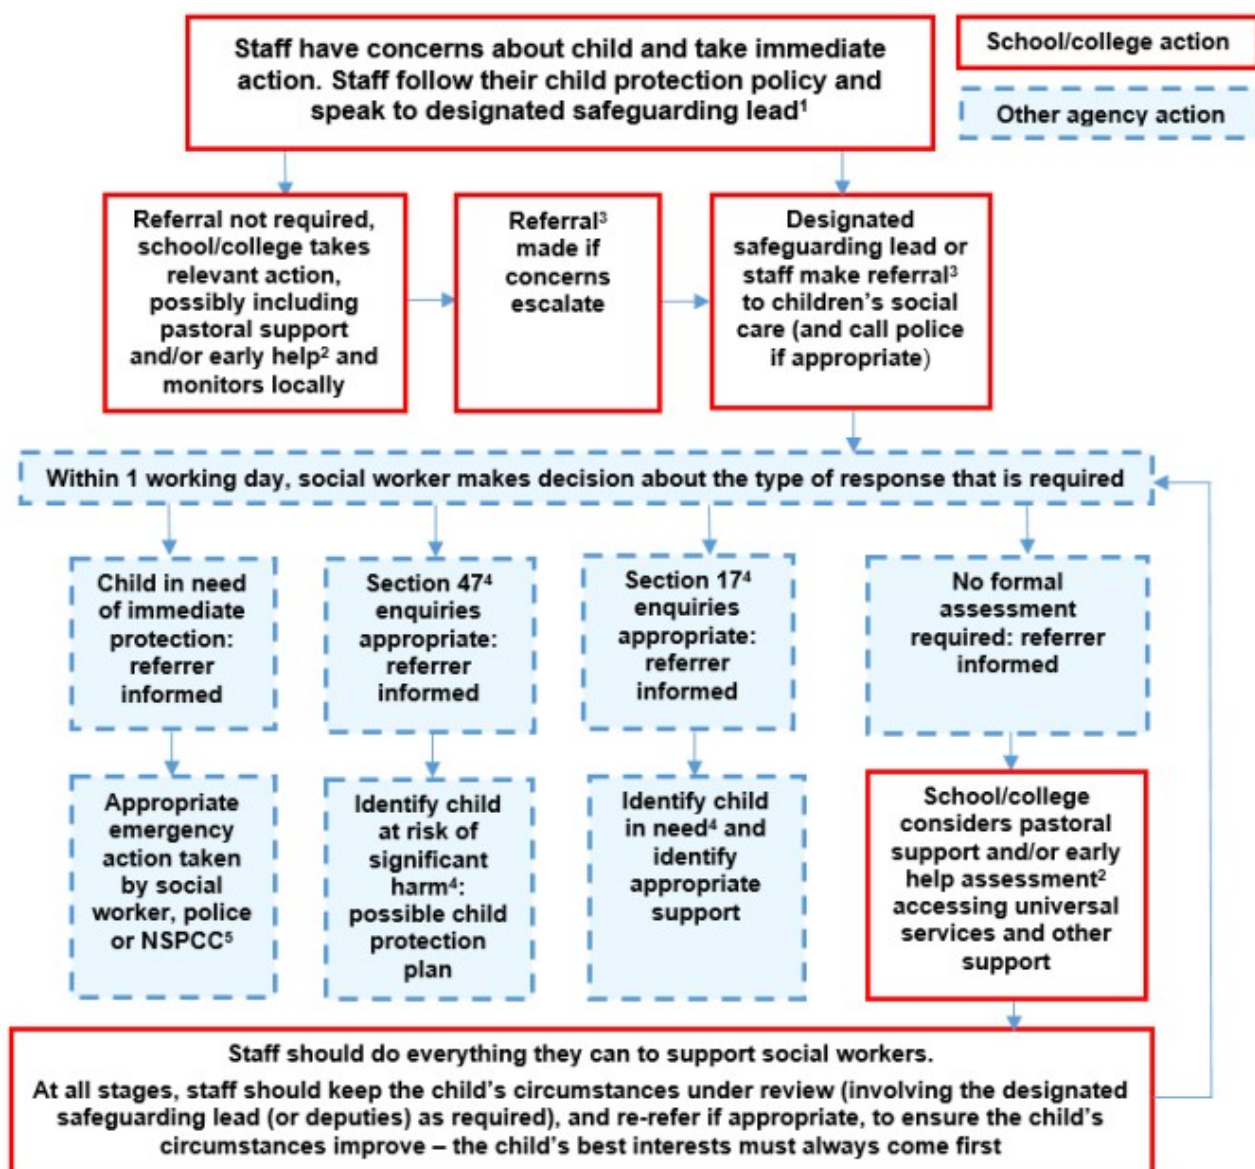 Staff have concerns about child and take immediate
action. Staff follow their child protection policy and
speak to designated safeguarding lead¹
School/college action
Other agency action
Referral not required,
school/college takes
relevant action,
possibly including
pastoral support
and/or early help² and
monitors locally
Referral³
made if
concerns
escalate
Designated
safeguarding lead or
staff make referral³
to children’s social
care (and call police
if appropriate)
Within 1 working day, social worker makes decision about the type of response that is required
Child in need
of immediate
protection:
referrer
informed
Section 47⁴
enquiries
appropriate:
referrer
informed
Section 17⁴
enquiries
appropriate:
referrer
informed
No formal
assessment
required: referrer
informed
Appropriate
emergency
action taken
by social
worker, police
or NSPCC⁵
Identify child
at risk of
significant
harm⁴:
possible child
protection
plan
Identify child
in need⁴ and
identify
appropriate
support
School/college
considers pastoral
support and/or early
help assessment²
accessing universal
services and other
support
Staff should do everything they can to support social workers.
At all stages, staff should keep the child’s circumstances under review (involving the designated
safeguarding lead (or deputies) as required), and re-refer if appropriate, to ensure the child’s
circumstances improve – the child’s best interests must always come first